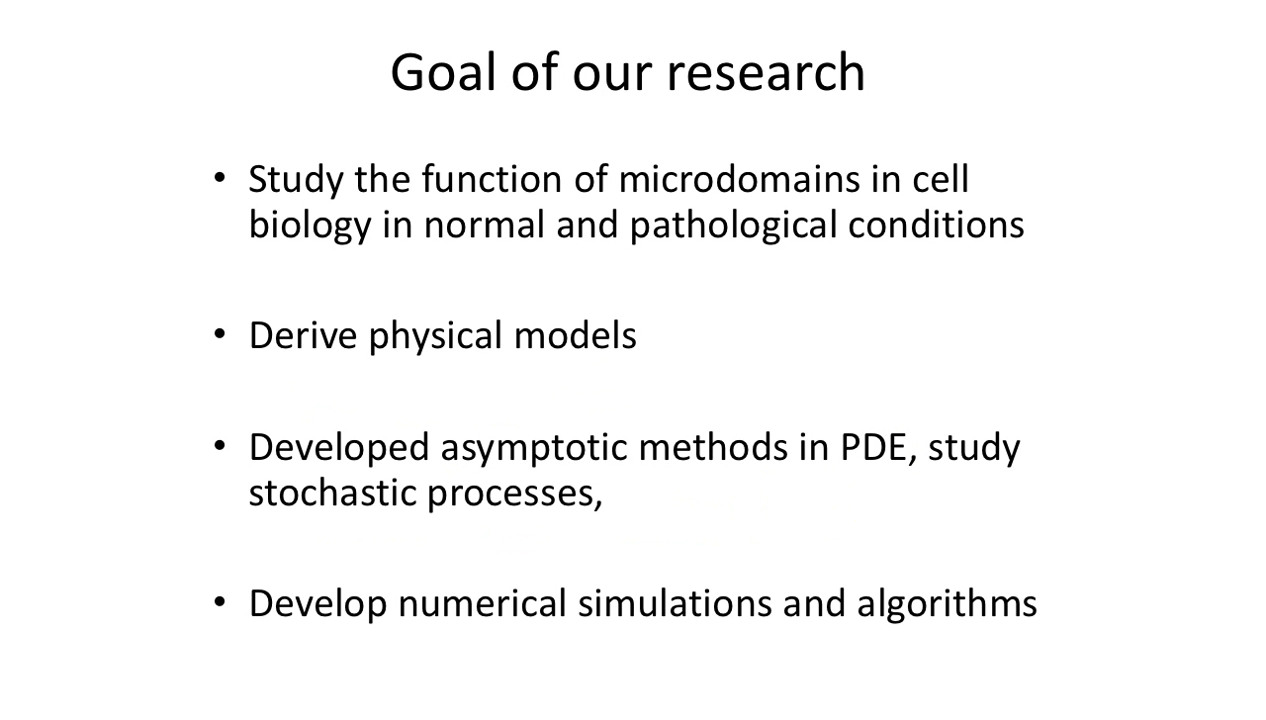 Goal of our research
• Study the function of microdomains in cell
biology in normal and pathological conditions
• Derive physical models
• Developed asymptotic methods in PDE, study
stochastic processes,
• Develop numerical simulations and algorithms